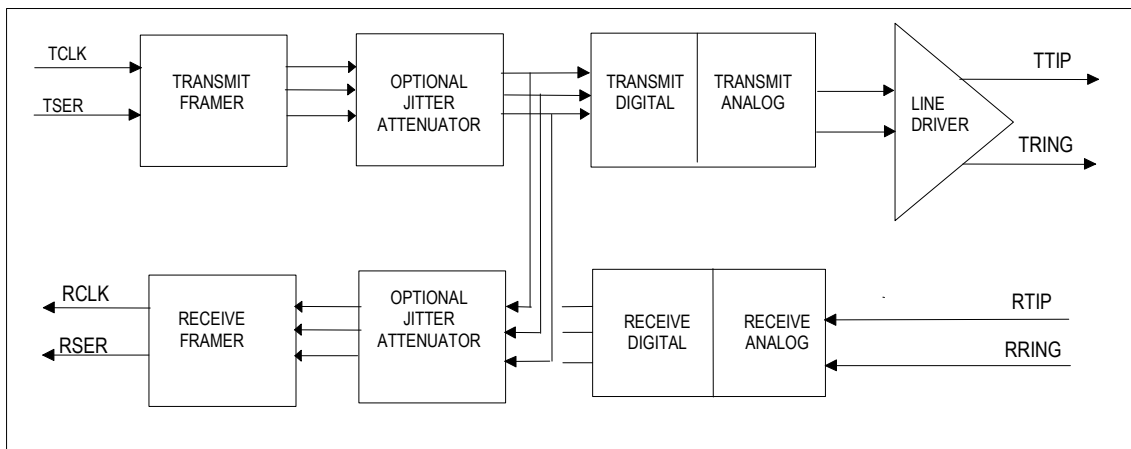 TCLK
TSER
TRANSMIT
FRAMER
OPTIONAL
JITTER
ATTENUATOR
TRANSMIT
DIGITAL
TRANSMIT
ANALOG
LINE
DRIVER
TTIP
TRING
RCLK
RSER
RECEIVE
FRAMER
OPTIONAL
JITTER
ATTENUATOR
RECEIVE
DIGITAL
RECEIVE
ANALOG
RTIP
RRING